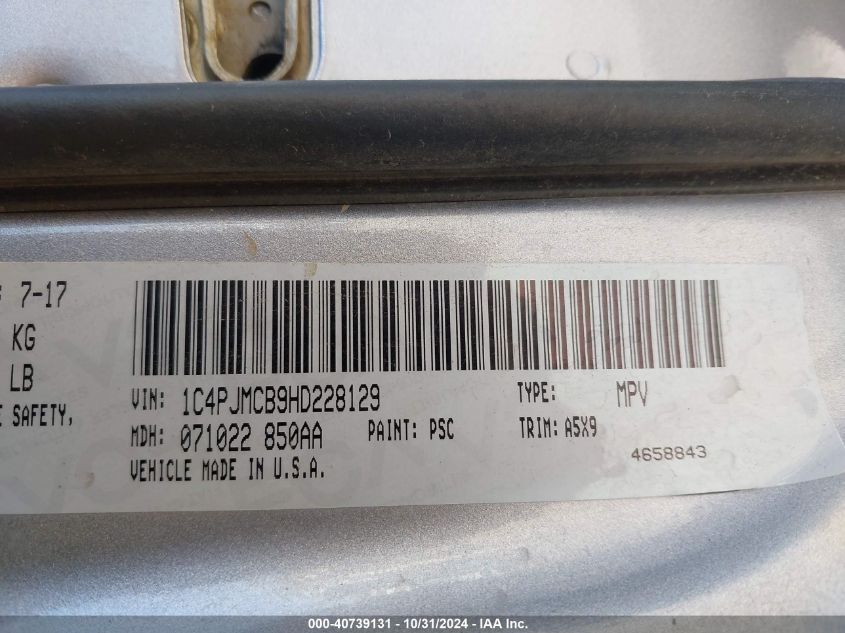 7-17
KG
LB
SAFETY,
VIN: 1C4PJMCB9HD228129
TYPE: MPV
MDH: 071022 850AA PAINT: PSC TRIM: A5X9
VEHICLE MADE IN U.S.A.
4658843
000-40739131 - 10/31/2024 - IAA Inc.